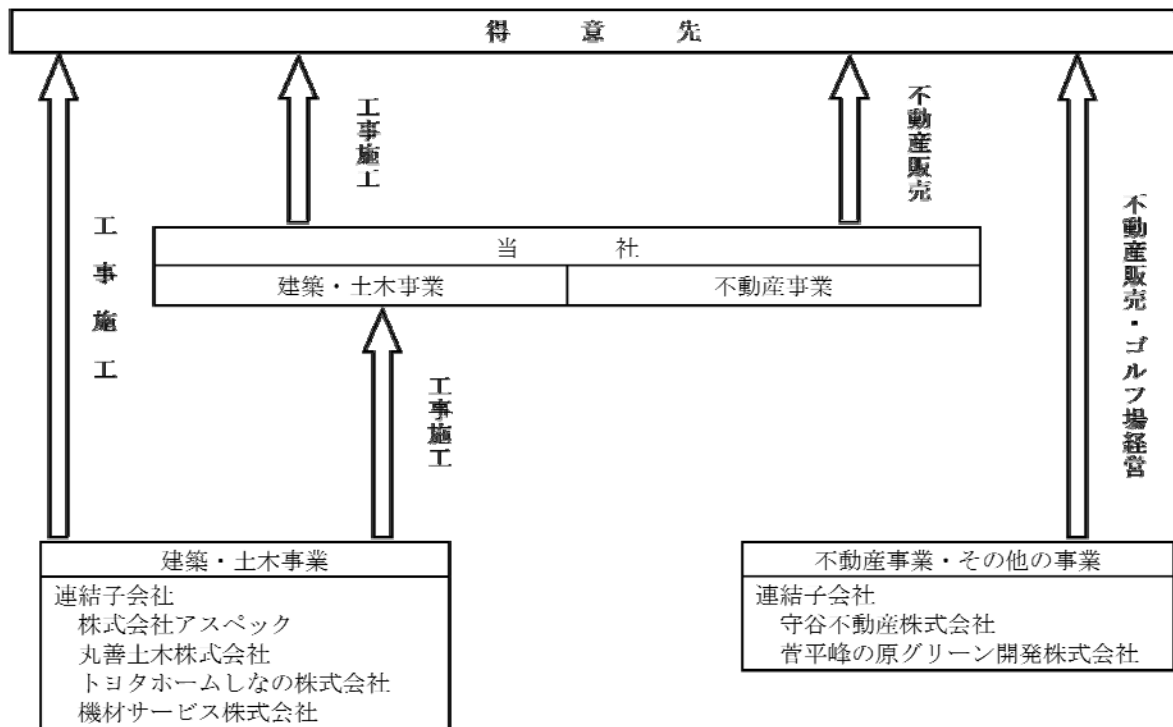 得意先
工事施工
工事施工
不動産販売
不動産販売・ゴルフ場経営
当社
建築・土木事業
不動産事業
工事施工
建築・土木事業
連結子会社
株式会社アスペック
丸善土木株式会社
トヨタホームしなの株式会社
機材サービス株式会社
不動産事業・その他の事業
連結子会社
守谷不動産株式会社
菅平峰の原グリーン開発株式会社